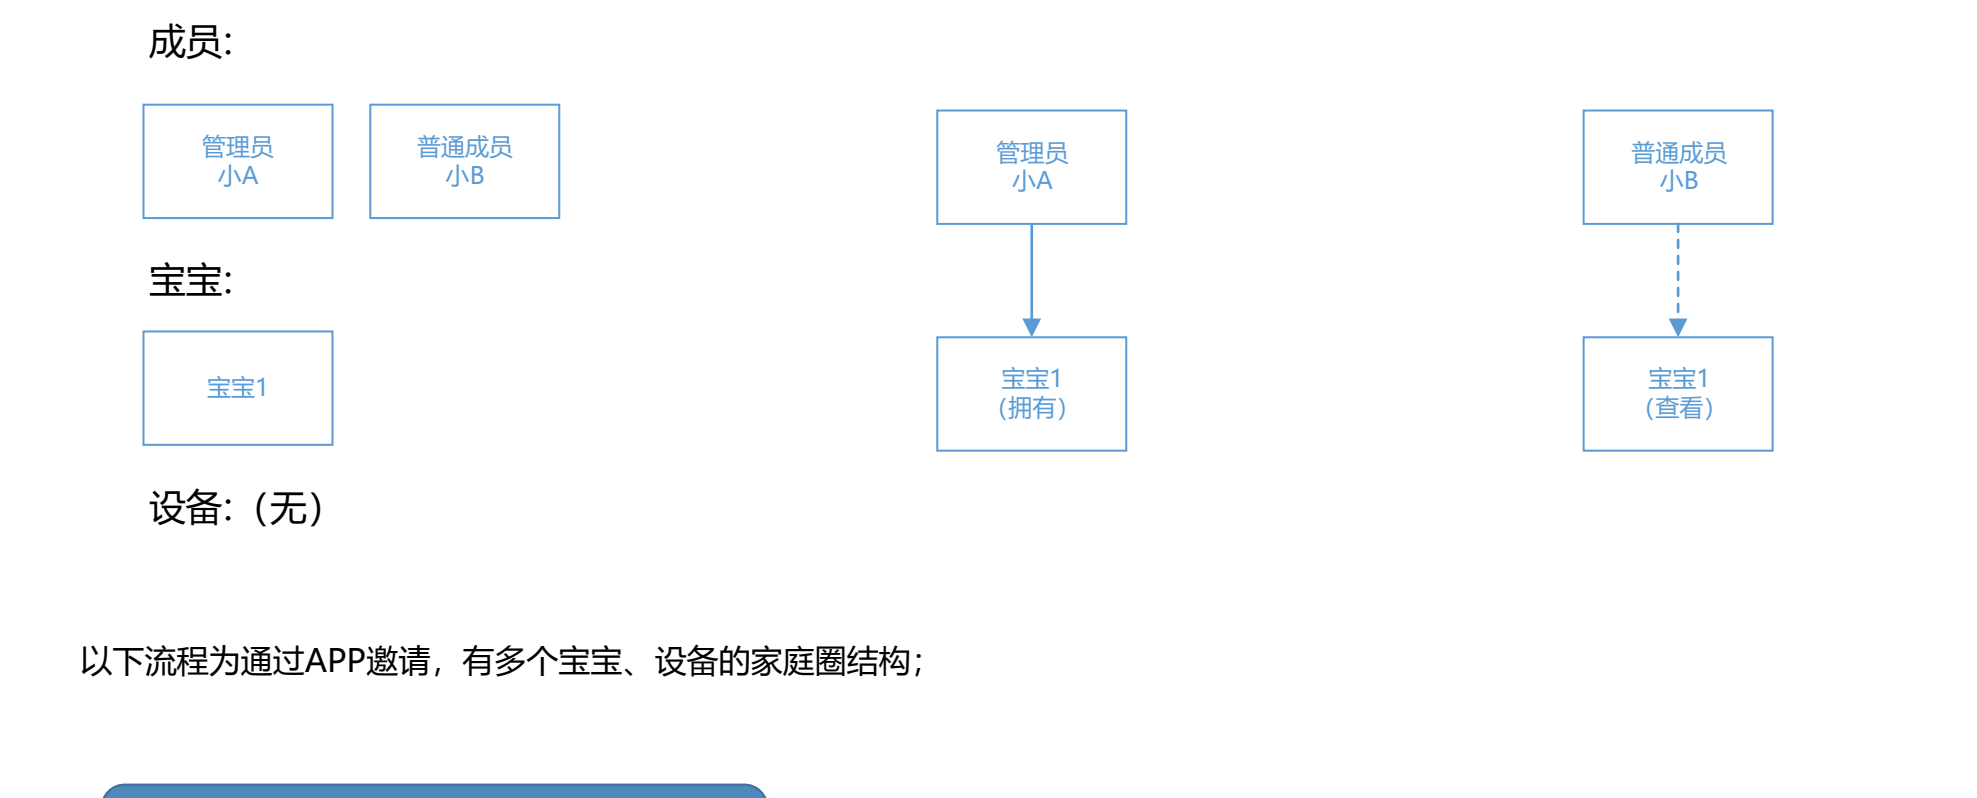 成员：
管理员
小A
普通成员
小B
管理员
小A
普通成员
小B
宝宝：
宝宝1
宝宝1
（拥有）
宝宝1
（查看）
设备：（无）
以下流程为通过APP邀请，有多个宝宝、设备的家庭圈结构；